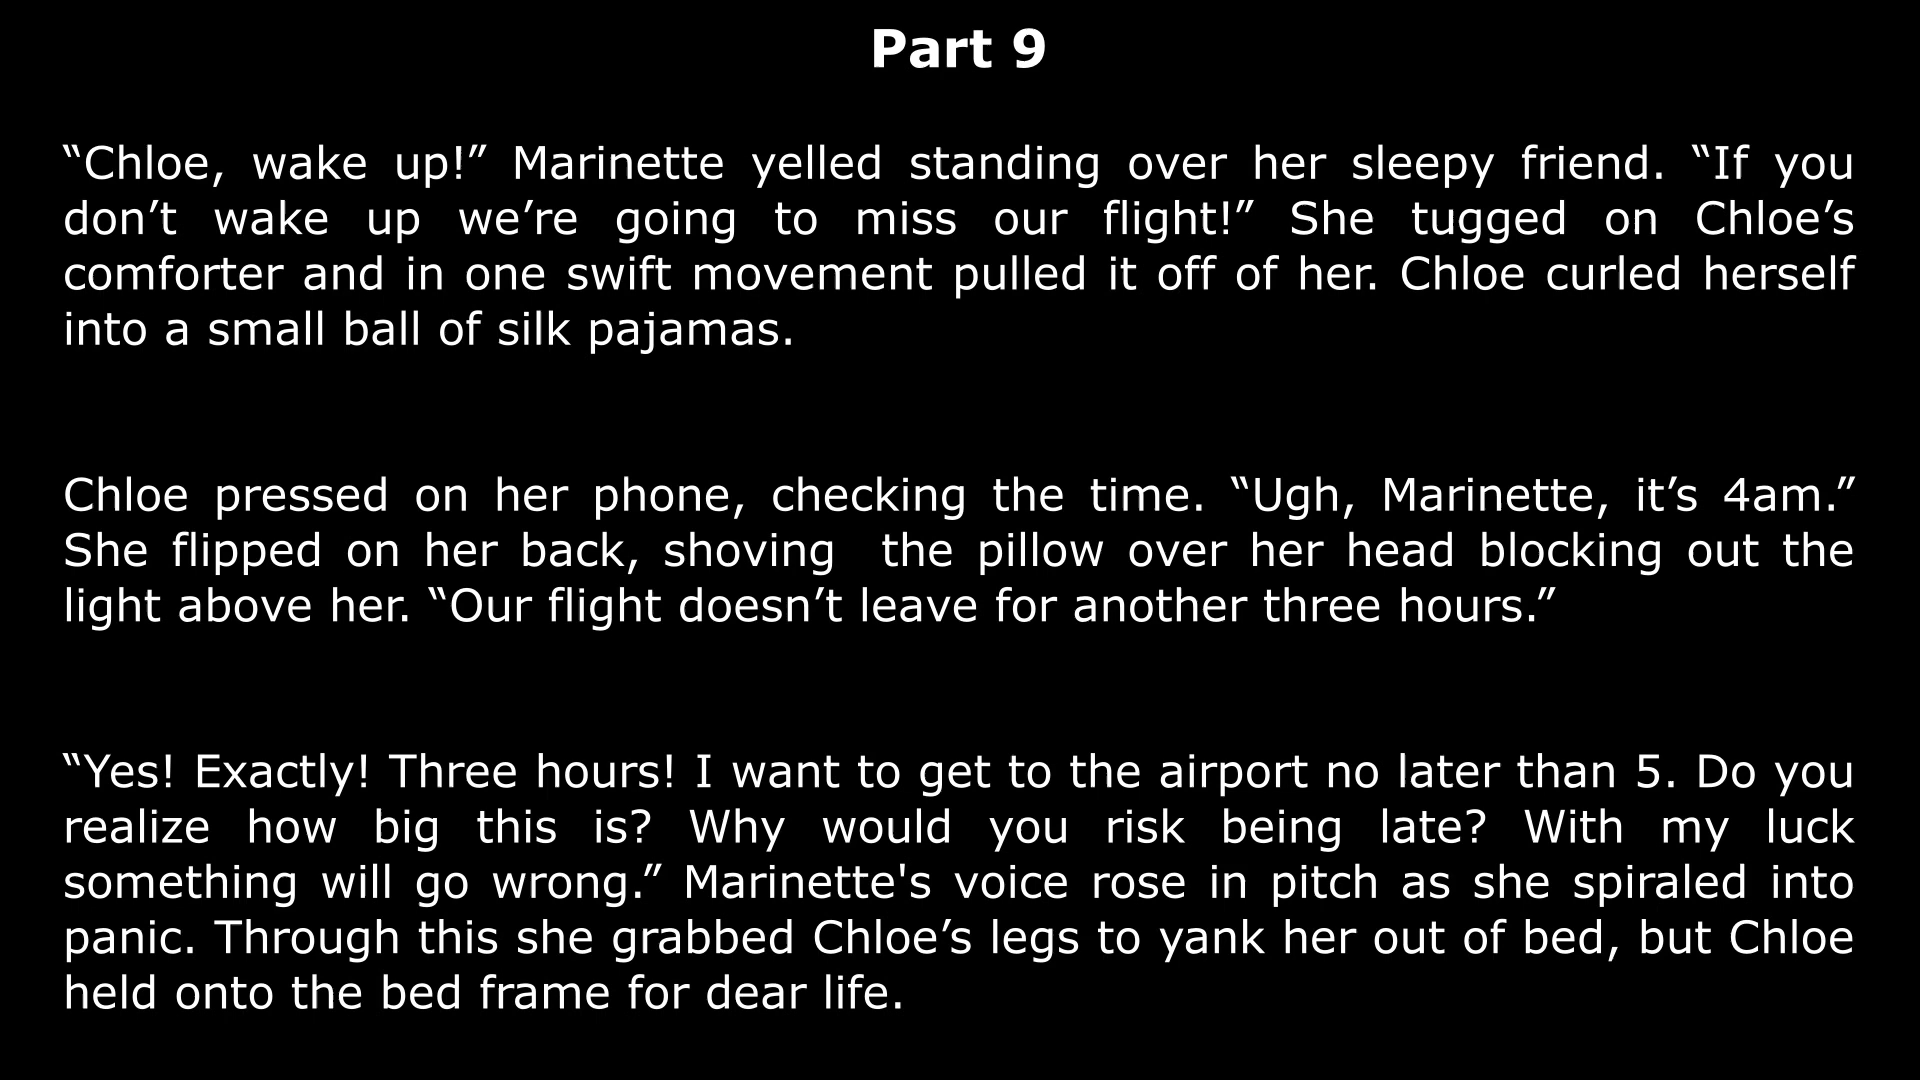 Part 9
“Chloe, wake up!” Marinette yelled standing over her sleepy friend. “If you
don’t wake up we’re going to miss our flight!” She tugged on Chloe’s
comforter and in one swift movement pulled it off of her. Chloe curled herself
into a small ball of silk pajamas.
Chloe pressed on her phone, checking the time. “Ugh, Marinette, it’s 4am.”
She flipped on her back, shoving  the pillow over her head blocking out the
light above her. “Our flight doesn’t leave for another three hours.”
“Yes! Exactly! Three hours! I want to get to the airport no later than 5. Do you
realize how big this is? Why would you risk being late? With my luck
something will go wrong.” Marinette's voice rose in pitch as she spiraled into
panic. Through this she grabbed Chloe’s legs to yank her out of bed, but Chloe
held onto the bed frame for dear life.